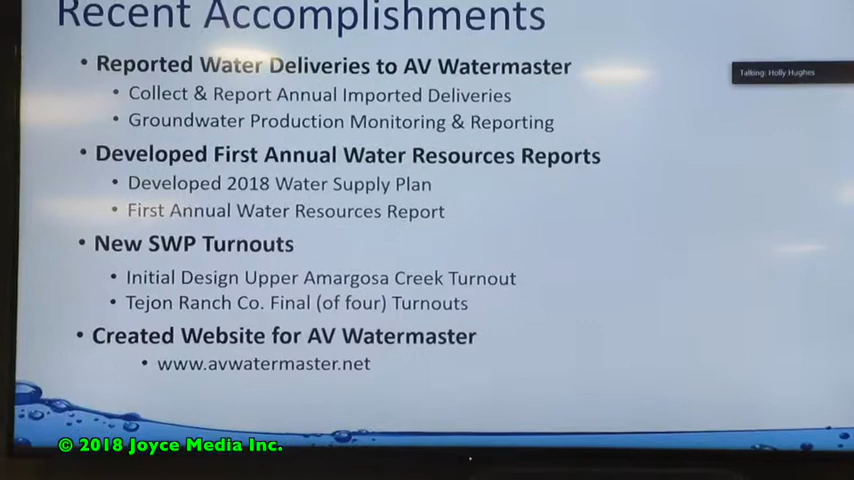 Recent Accomplishments
• Reported Water Deliveries to AV Watermaster
• Collect & Report Annual Imported Deliveries
• Groundwater Production Monitoring & Reporting
• Developed First Annual Water Resources Reports
• Developed 2018 Water Supply Plan
• First Annual Water Resources Report
• New SWP Turnouts
• Initial Design Upper Amargosa Creek Turnout
• Tejon Ranch Co. Final (of four) Turnouts
• Created Website for AV Watermaster
• www.avwatermaster.net
Talking: Holly Hughes
© 2018 Joyce Media Inc.